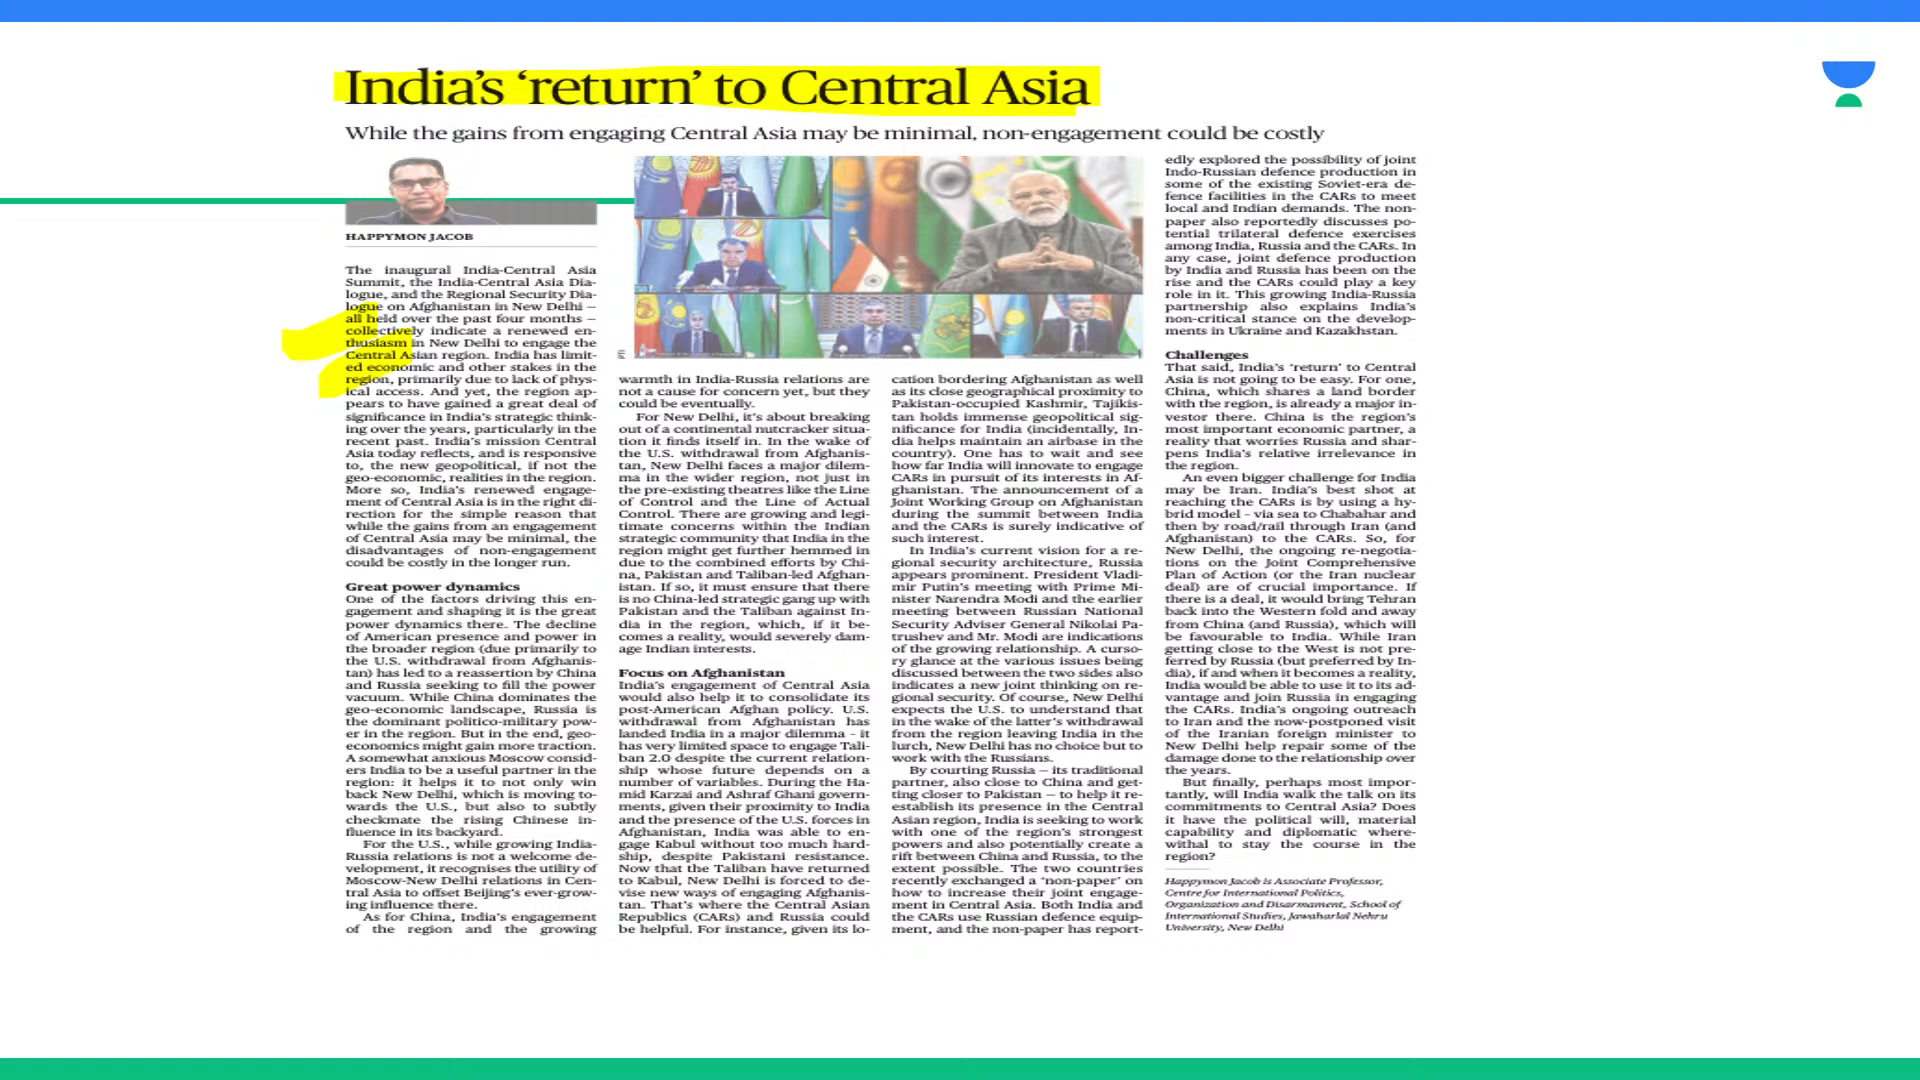 India's ‘return’ to Central Asia
While the gains from engaging Central Asia may be minimal, non-engagement could be costly
HAPPYMON JACOB
The inaugural India-Central Asia
Summit, the India-Central Asia Dia-
logue, and the Regional Security Dia-
logue on Afghanistan in New Delhi —
all held over the past four months —
collectively indicate a renewed en-
thusiasm in New Delhi to engage the
Central Asian region. India has limit-
ed economic and other stakes in the
region, primarily due to lack of phys-
ical access. And yet, the region ap-
pears to have gained a great deal of
significance in India's strategic think-
ing over the years, particularly in the
recent past. India's mission Central
Asia today reflects, and is responsive
to, the new geopolitical, if not the
geo-economic, realities in the region.
More so, India's renewed engage-
ment of Central Asia is in the right di-
rection for the simple reason that
while the gains from an engagement
of Central Asia may be minimal, the
disadvantages of non-engagement
could be costly in the longer run.
Great power dynamics
One of the factors driving this en-
gagement and shaping it is the great
power dynamics there. The decline
of American presence and power in
the broader region (due primarily to
the U.S. withdrawal from Afghanis-
tan) has led to a reassertion by China
and Russia seeking to fill the power
vacuum. While China dominates the
geo-economic landscape, Russia is
the dominant politico-military pow-
er in the region. But in the end, geo-
economics might gain more traction.
A somewhat anxious Moscow consid-
ers India to be a useful partner in the
region: it helps it to not only win
back New Delhi, which is moving to-
wards the U.S., but also to subtly
checkmate the rising Chinese in-
fluence in its backyard.
For the U.S., while growing India-
Russia relations is not a welcome de-
velopment, it recognises the utility of
Moscow-New Delhi relations in Cen-
tral Asia to offset Beijing's ever-grow-
ing influence there.
As for China, India's engagement
of the region and the growing
PTI
warmth in India-Russia relations are
not a cause for concern yet, but they
could be eventually.
For New Delhi, it's about breaking
out of a continental nutcracker situa-
tion it finds itself in. In the wake of
the U.S. withdrawal from Afghanis-
tan, New Delhi faces a major dilem-
ma in the wider region, not just in
the pre-existing theatres like the Line
of Control and the Line of Actual
Control. There are growing and legi-
timate concerns within the Indian
strategic community that India in the
region might get further hemmed in
due to the combined efforts by Chi-
na, Pakistan and Taliban-led Afghan-
istan. If so, it must ensure that there
is no China-led strategic gang up with
Pakistan and the Taliban against In-
dia in the region, which, if it be-
comes a reality, would severely dam-
age Indian interests.
Focus on Afghanistan
India's engagement of Central Asia
would also help it to consolidate its
post-American Afghan policy. U.S.
withdrawal from Afghanistan has
landed India in a major dilemma - it
has very limited space to engage Tali-
ban 2.0 despite the current relation-
ship whose future depends on a
number of variables. During the Ha-
mid Karzai and Ashraf Ghani govern-
ments, given their proximity to India
and the presence of the U.S. forces in
Afghanistan, India was able to en-
gage Kabul without too much hard-
ship, despite Pakistani resistance.
Now that the Taliban have returned
to Kabul, New Delhi is forced to de-
vise new ways of engaging Afghanis-
tan. That's where the Central Asian
Republics (CARs) and Russia could
be helpful. For instance, given its lo-
cation bordering Afghanistan as well
as its close geographical proximity to
Pakistan-occupied Kashmir, Tajikis-
tan holds immense geopolitical sig-
nificance for India (incidentally, In-
dia helps maintain an airbase in the
country). One has to wait and see
how far India will innovate to engage
CARs in pursuit of its interests in Af-
ghanistan. The announcement of a
Joint Working Group on Afghanistan
during the summit between India
and the CARs is surely indicative of
such interest.
In India's current vision for a re-
gional security architecture, Russia
appears prominent. President Vladi-
mir Putin's meeting with Prime Mi-
nister Narendra Modi and the earlier
meeting between Russian National
Security Adviser General Nikolai Pa-
trushev and Mr. Modi are indications
of the growing relationship. A curso-
ry glance at the various issues being
discussed between the two sides also
indicates a new joint thinking on re-
gional security. Of course, New Delhi
expects the U.S. to understand that
in the wake of the latter's withdrawal
from the region leaving India in the
lurch, New Delhi has no choice but to
work with the Russians.
By courting Russia — its traditional
partner, also close to China and get-
ting closer to Pakistan — to help it re-
establish its presence in the Central
Asian region, India is seeking to work
with one of the region's strongest
powers and also potentially create a
rift between China and Russia, to the
extent possible. The two countries
recently exchanged a ‘non-paper’ on
how to increase their joint engage-
ment in Central Asia. Both India and
the CARs use Russian defence equip-
ment, and the non-paper has report-
edly explored the possibility of joint
Indo-Russian defence production in
some of the existing Soviet-era de-
fence facilities in the CARs to meet
local and Indian demands. The non-
paper also reportedly discusses po-
tential trilateral defence exercises
among India, Russia and the CARs. In
any case, joint defence production
by India and Russia has been on the
rise and the CARs could play a key
role in it. This growing India-Russia
partnership also explains India's
non-critical stance on the develop-
ments in Ukraine and Kazakhstan.
Challenges
That said, India's ‘return’ to Central
Asia is not going to be easy. For one,
China, which shares a land border
with the region, is already a major in-
vestor there. China is the region's
most important economic partner, a
reality that worries Russia and shar-
pens India's relative irrelevance in
the region.
An even bigger challenge for India
may be Iran. India's best shot at
reaching the CARs is by using a hy-
brid model - via sea to Chabahar and
then by road/rail through Iran (and
Afghanistan) to the CARs. So, for
New Delhi, the ongoing re-negotia-
tions on the Joint Comprehensive
Plan of Action (or the Iran nuclear
deal) are of crucial importance. If
there is a deal, it would bring Tehran
back into the Western fold and away
from China (and Russia), which will
be favourable to India. While Iran
getting close to the West is not pre-
ferred by Russia (but preferred by In-
dia), if and when it becomes a reality,
India would be able to use it to its ad-
vantage and join Russia in engaging
the CARs. India's ongoing outreach
to Iran and the now-postponed visit
of the Iranian foreign minister to
New Delhi help repair some of the
damage done to the relationship over
the years.
But finally, perhaps most impor-
tantly, will India walk the talk on its
commitments to Central Asia? Does
it have the political will, material
capability and diplomatic where-
withal to stay the course in the
region?
Happymon Jacob is Associate Professor,
Centre for International Politics,
Organization and Disarmament, School of
International Studies, Jawaharlal Nehru
University, New Delhi